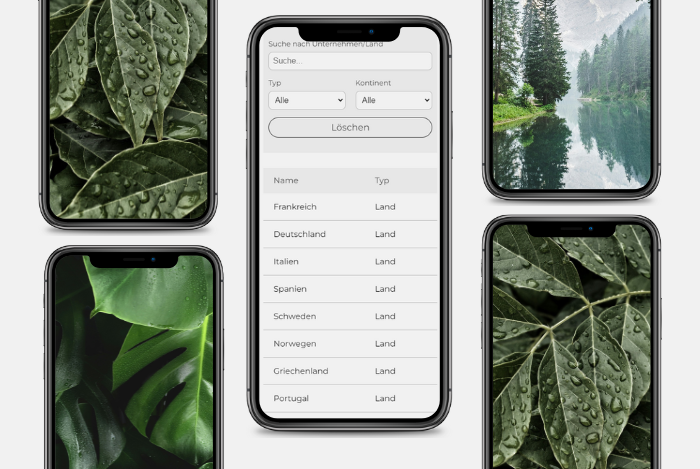 Suche nach Unternehmen/Land
Suche...
Typ Kontinent
Alle Alle
Löschen
Name Typ
Frankreich Land
Deutschland Land
Italien Land
Spanien Land
Schweden Land
Norwegen Land
Griechenland Land
Portugal Land